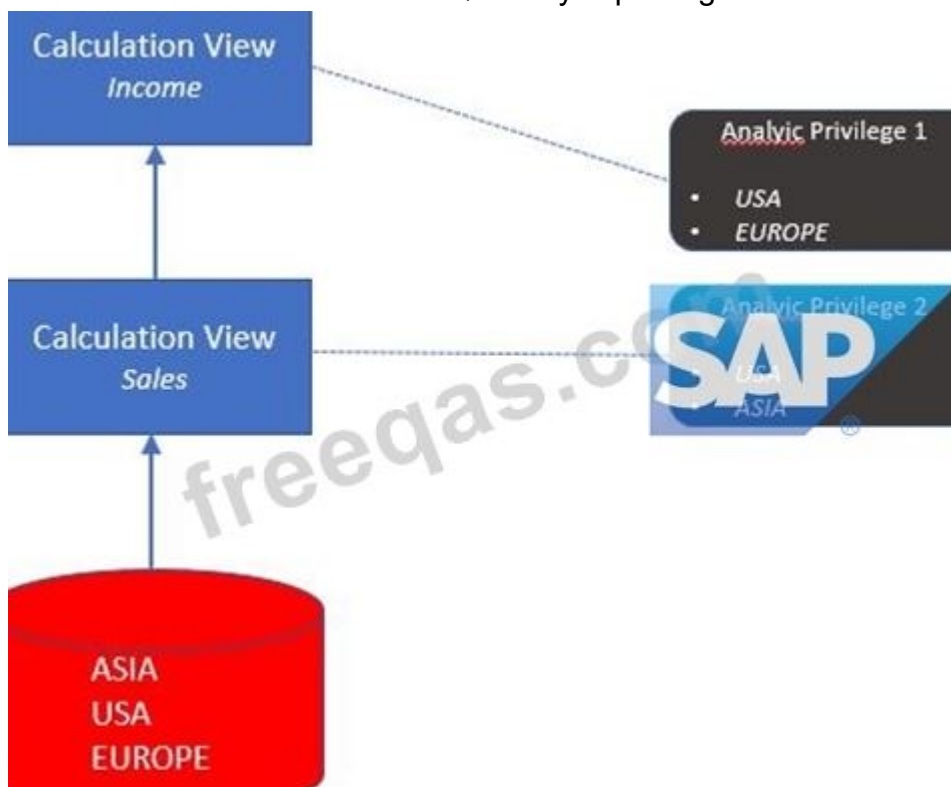 Calculation View
Income
Analyic Privilege 1
• USA
• EUROPE
Calculation View
Sales
Analyic Privilege 2
• USA
• ASIA
SAP
®
freeqas.com
ASIA
USA
EUROPE